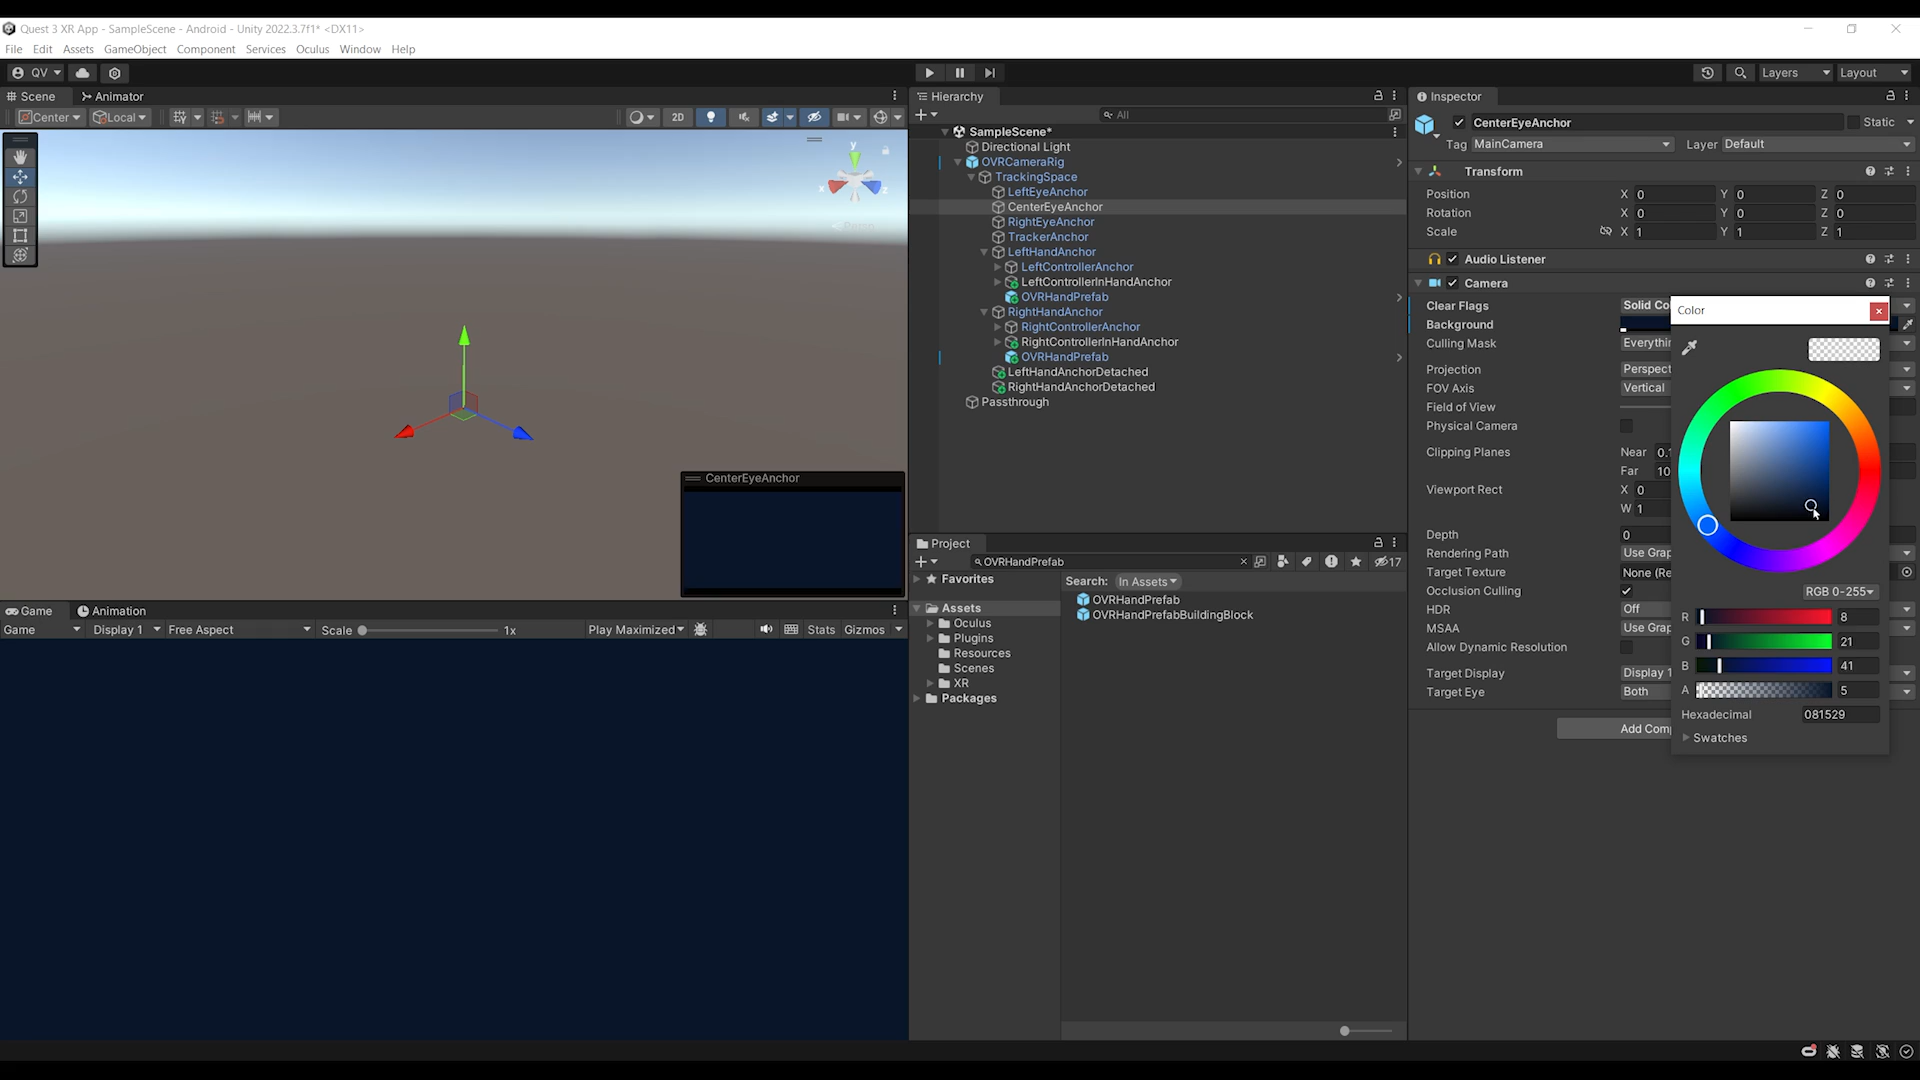 Quest 3 XR App - SampleScene - Android - Unity 2022.3.7f1* <DX11>
File Edit Assets GameObject Component Services Oculus Window Help
QV
Layers Layout
Scene Animator
Center Local
2D
y
x z
Persp
CenterEyeAnchor
Game Animation
Game Display 1 Free Aspect Scale 1x Play Maximized Stats Gizmos
Hierarchy
All
SampleScene*
Directional Light
OVRCameraRig
TrackingSpace
LeftEyeAnchor
CenterEyeAnchor
RightEyeAnchor
TrackerAnchor
LeftHandAnchor
LeftControllerAnchor
LeftControllerInHandAnchor
OVRHandPrefab
RightHandAnchor
RightControllerAnchor
RightControllerInHandAnchor
OVRHandPrefab
LeftHandAnchorDetached
RightHandAnchorDetached
Passthrough
Project
OVRHandPrefab 17
Favorites
Assets
Oculus
Plugins
Resources
Scenes
XR
Packages
Search: In Assets
OVRHandPrefab
OVRHandPrefabBuildingBlock
Inspector
CenterEyeAnchor Static
Tag MainCamera Layer Default
Transform
Position X 0 Y 0 Z 0
Rotation X 0 Y 0 Z 0
Scale X 1 Y 1 Z 1
Audio Listener
Camera
Clear Flags Solid Co
Background
Culling Mask Everythin
Projection Perspect
FOV Axis Vertical
Field of View
Physical Camera
Clipping Planes Near 0.1
Far 10
Viewport Rect X 0
W 1
Depth 0
Rendering Path Use Grap
Target Texture None (Re
Occlusion Culling
HDR Off
MSAA Use Grap
Allow Dynamic Resolution
Target Display Display 1
Target Eye Both
Add Comp
Color
RGB 0-255
R 8
G 21
B 41
A 5
Hexadecimal 081529
Swatches